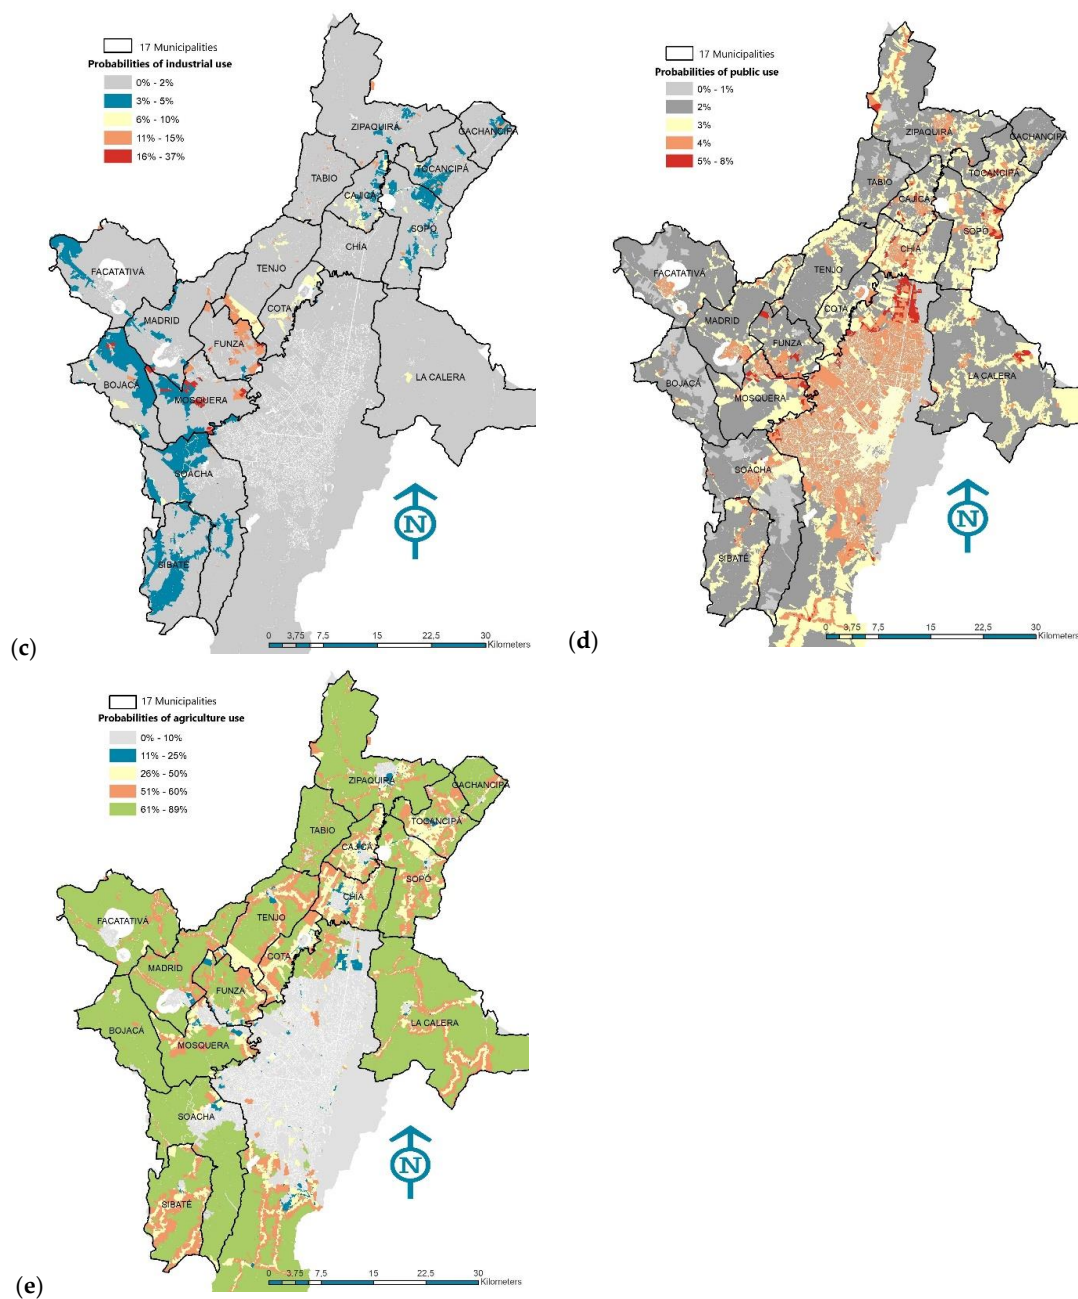 17 Municipalities
Probabilities of industrial use
0% - 2%
3% - 5%
6% - 10%
11% - 15%
16% - 37%
ZIPAQUIRÁ
GACHANCIPÁ
TABIO
TOCANCIPÁ
CAJICÁ
SOPÓ
CHÍA
FACATATIVÁ
TENJO
COTA
MADRID
FUNZA
BOJACÁ
LA CALERA
MOSQUERA
SOACHA
SIBATÉ
N
0 3,75 7,5 15 22,5 30
Kilometers
(c)
17 Municipalities
Probabilities of public use
0% - 1%
2%
3%
4%
5% - 8%
ZIPAQUIRÁ
GACHANCIPÁ
TABIO
TOCANCIPÁ
CAJICÁ
SOPÓ
CHÍA
FACATATIVÁ
TENJO
COTA
MADRID
FUNZA
BOJACÁ
LA CALERA
MOSQUERA
SOACHA
SIBATÉ
N
0 3,75 7,5 15 22,5 30
Kilometers
(d)
17 Municipalities
Probabilities of agriculture use
0% - 10%
11% - 25%
26% - 50%
51% - 60%
61% - 89%
ZIPAQUIRÁ
GACHANCIPÁ
TABIO
TOCANCIPÁ
CAJICÁ
SOPÓ
CHÍA
FACATATIVÁ
TENJO
COTA
MADRID
FUNZA
BOJACÁ
LA CALERA
MOSQUERA
SOACHA
SIBATÉ
N
0 3,75 7,5 15 22,5 30
Kilometers
(e)